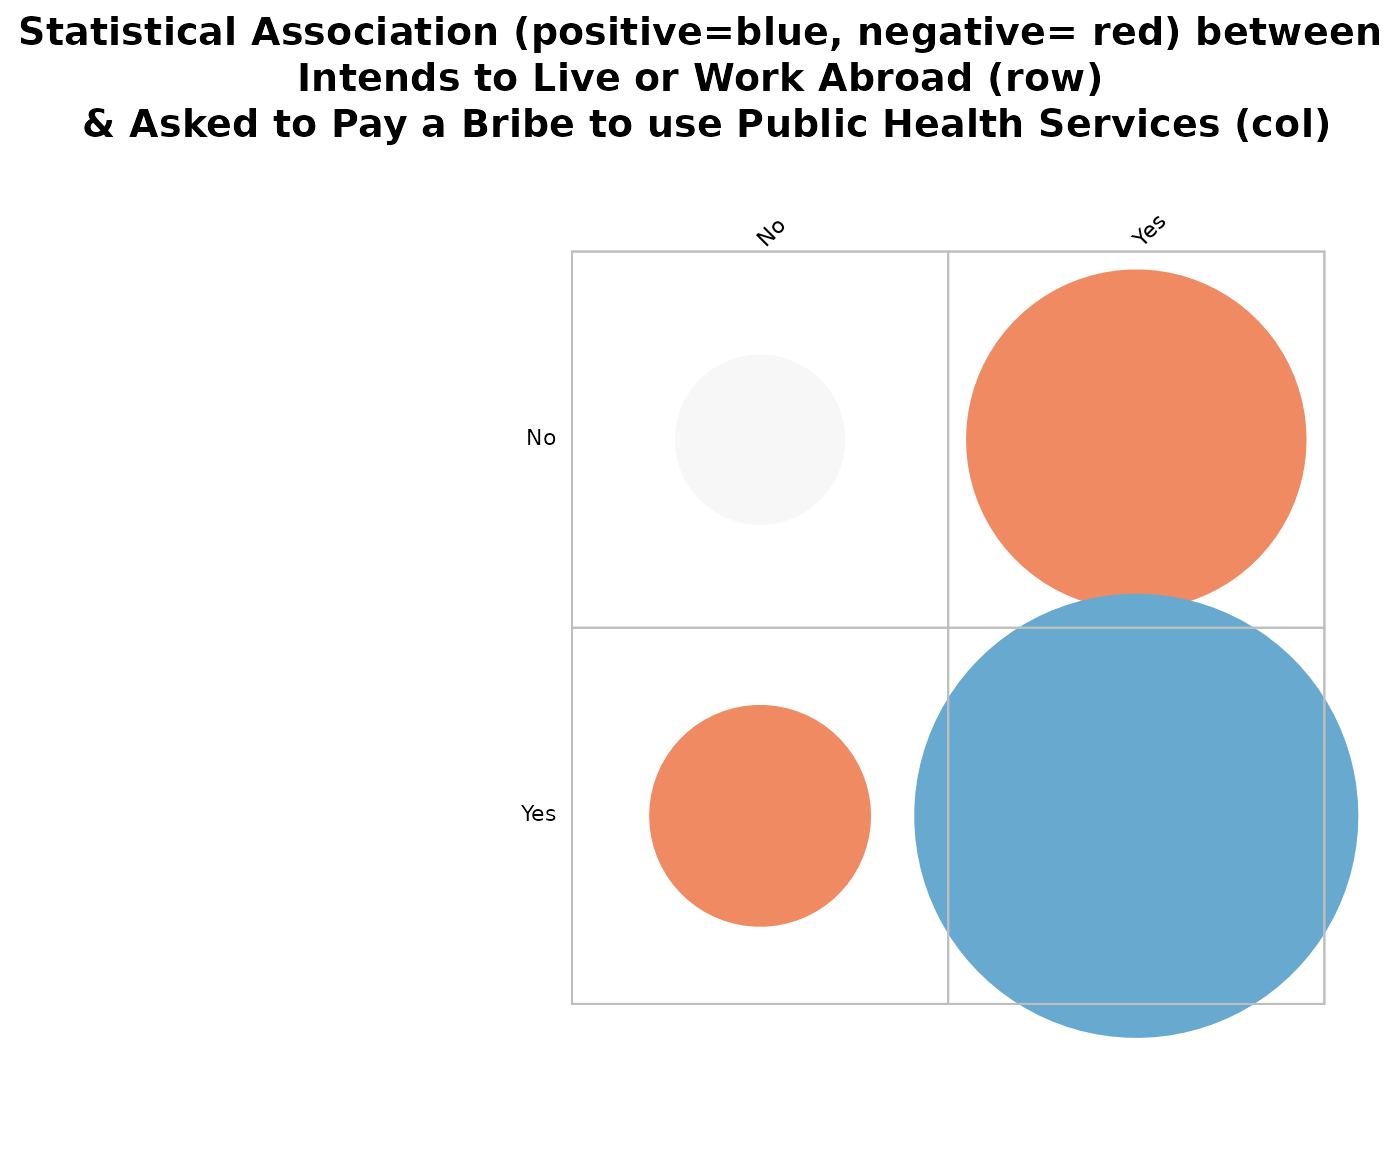 Statistical Association (positive=blue, negative= red) between
Intends to Live or Work Abroad (row)
& Asked to Pay a Bribe to use Public Health Services (col)
No
Yes
No
Yes